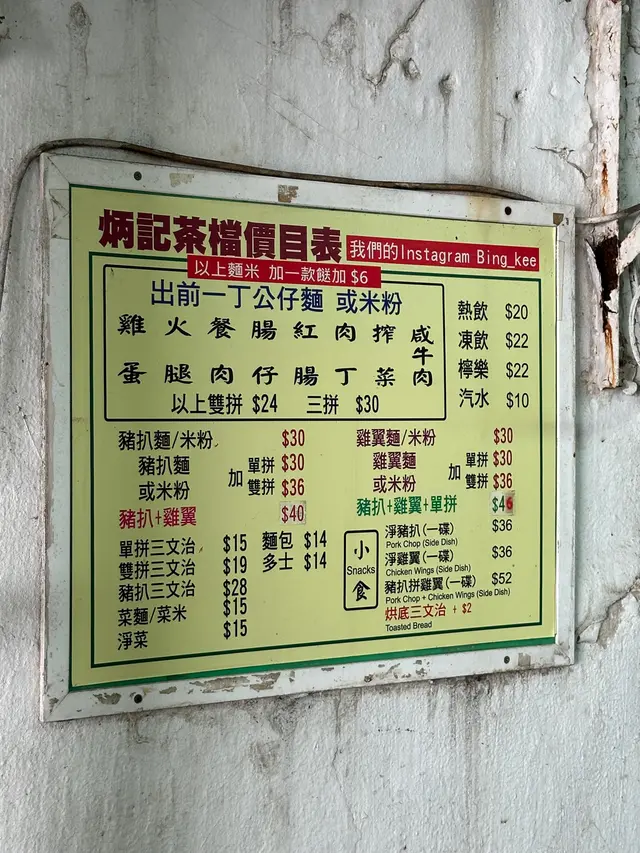 炳記茶檔價目表
我們的Instagram Bing_kee
以上麵米 加一款餸加 $6
出前一丁公仔麵 或米粉
雞蛋 火腿 餐肉 腸仔 紅腸 肉丁 搾菜 咸牛肉
以上雙拼 $24 三拼 $30
熱飲 $20
凍飲 $22
檸樂 $22
汽水 $10
豬扒麵/米粉 $30
豬扒麵或米粉 加 單拼 $30
雙拼 $36
豬扒+雞翼 $40
雞翼麵/米粉 $30
雞翼麵或米粉 加 單拼 $30
雙拼 $36
豬扒+雞翼+單拼 $46
單拼三文治 $15
雙拼三文治 $19
豬扒三文治 $28
菜麵/菜米 $15
淨菜 $15
麵包 $14
多士 $14
小
Snacks
食
淨豬扒(一碟) $36
Pork Chop (Side Dish)
淨雞翼(一碟) $36
Chicken Wings (Side Dish)
豬扒拼雞翼(一碟) $52
Pork Chop + Chicken Wings (Side Dish)
烘底三文治 + $2
Toasted Bread